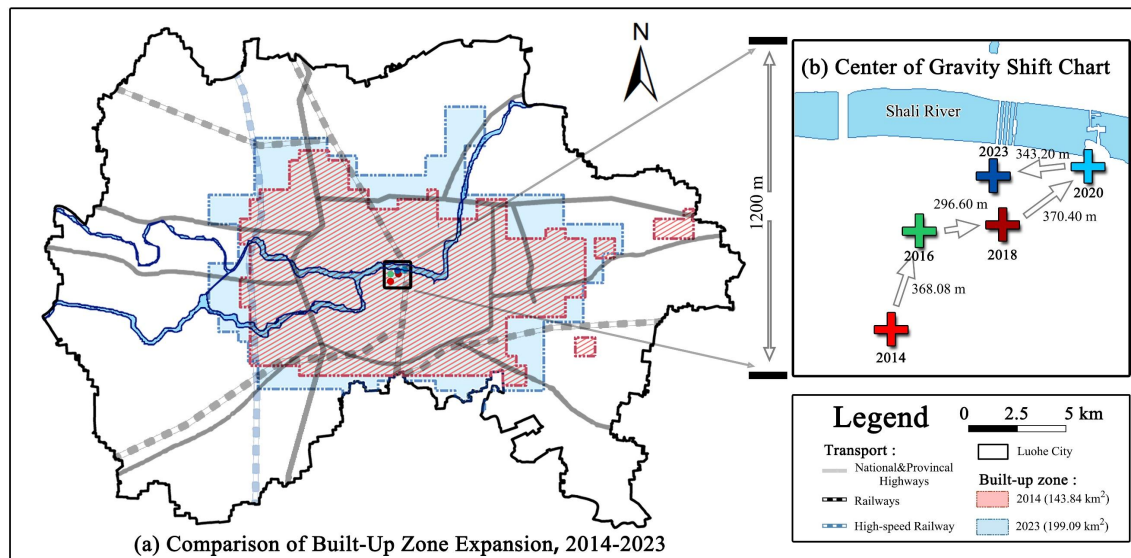 N
1200 m
(b) Center of Gravity Shift Chart
Shali River
2023
343.20 m
2020
296.60 m
370.40 m
2016
2018
368.08 m
2014
Legend
0 2.5 5 km
Transport :
Luohe City
National&Provincal
Highways
Built-up zone :
Railways
2014 (143.84 km²)
High-speed Railway
2023 (199.09 km²)
(a) Comparison of Built-Up Zone Expansion, 2014-2023